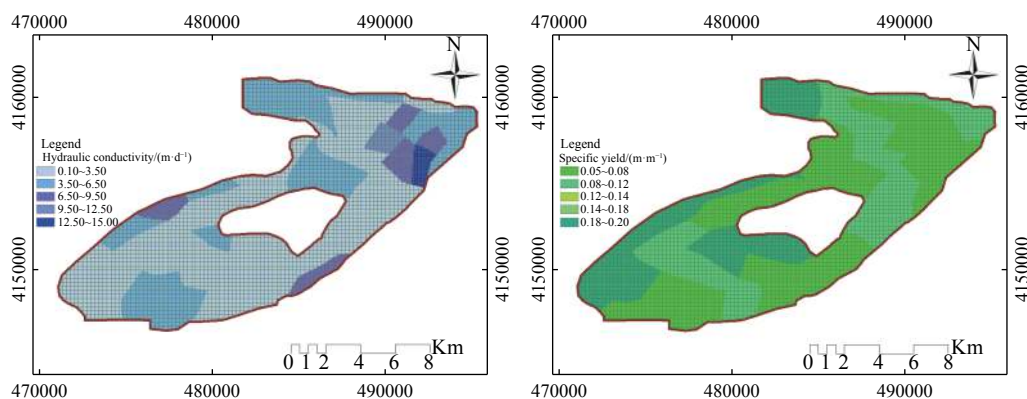 470000 480000 490000
N
4160000
4160000
Legend
Hydraulic conductivity/(m·d⁻¹)
0.10~3.50
3.50~6.50
6.50~9.50
9.50~12.50
12.50~15.00
4150000
4150000
Km
0 1 2 4 6 8
470000 480000 490000
470000 480000 490000
N
4160000
4160000
Legend
Specific yield/(m·m⁻¹)
0.05~0.08
0.08~0.12
0.12~0.14
0.14~0.18
0.18~0.20
4150000
4150000
Km
0 1 2 4 6 8
470000 480000 490000